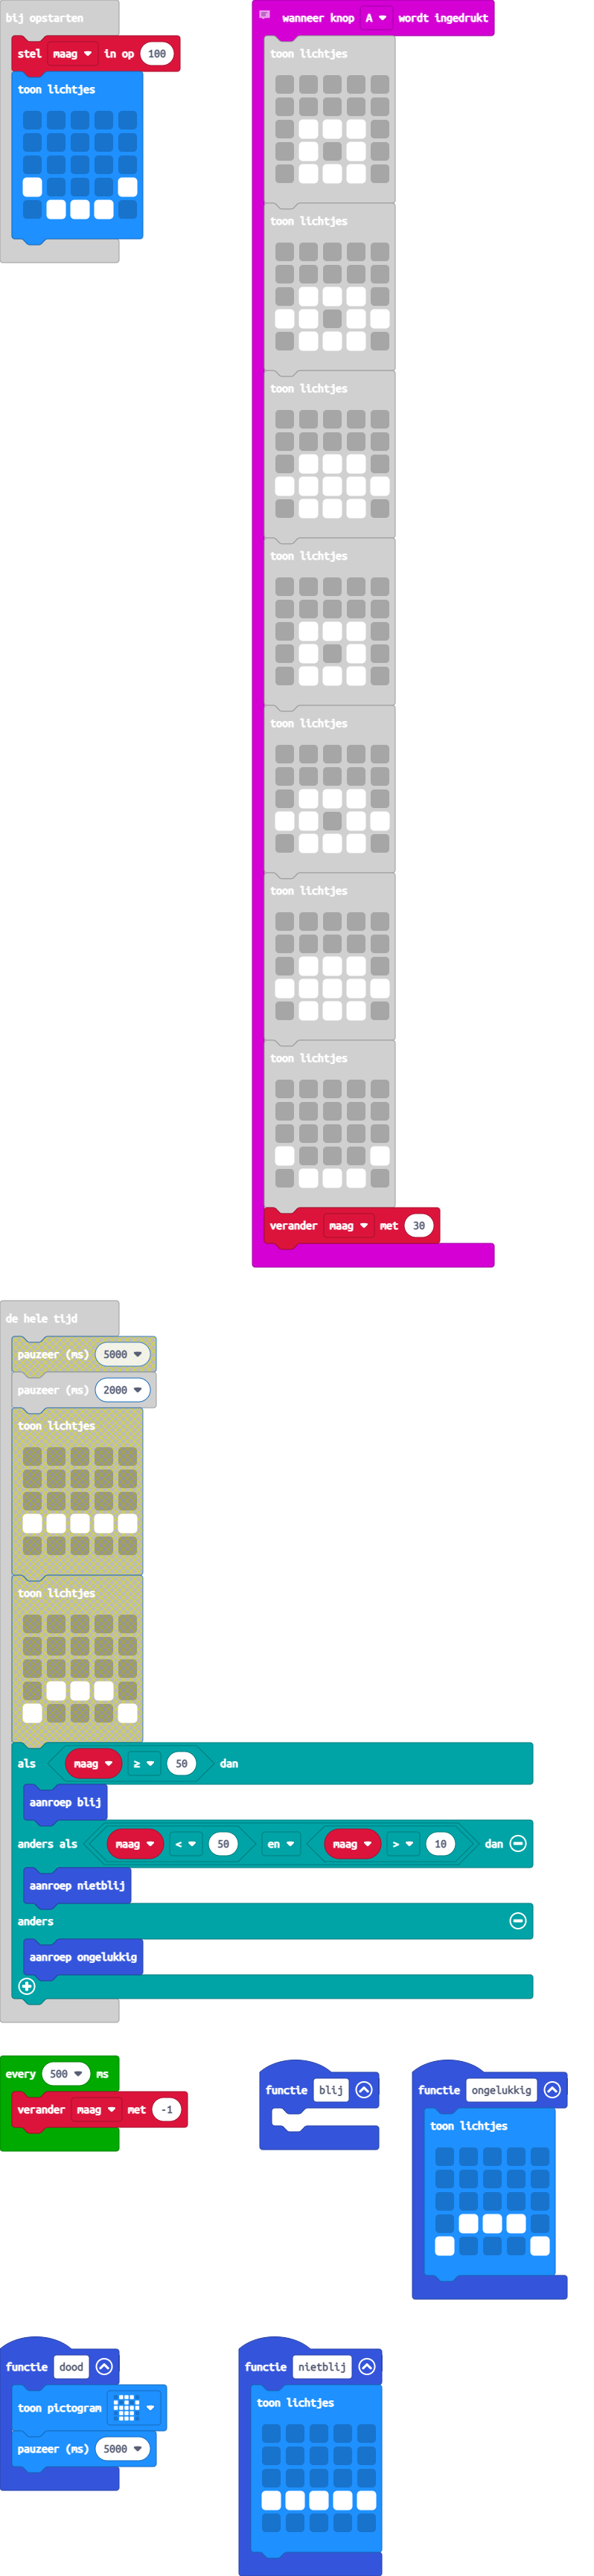 bij opstarten
stel maag in op 100
toon lichtjes
wanneer knop A wordt ingedrukt
toon lichtjes
toon lichtjes
toon lichtjes
toon lichtjes
toon lichtjes
toon lichtjes
toon lichtjes
verander maag met 30
de hele tijd
pauzeer (ms) 5000
pauzeer (ms) 2000
toon lichtjes
toon lichtjes
als maag ≥ 50 dan
aanroep blij
anders als maag < 50 en maag > 10 dan
aanroep nietblij
anders
aanroep ongelukkig
every 500 ms
verander maag met -1
functie blij
functie ongelukkig
toon lichtjes
functie dood
toon pictogram
pauzeer (ms) 5000
functie nietblij
toon lichtjes